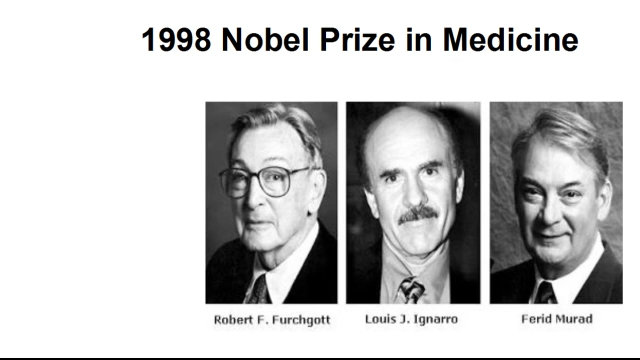 1998 Nobel Prize in Medicine
Robert F. Furchgott
Louis J. Ignarro
Ferid Murad